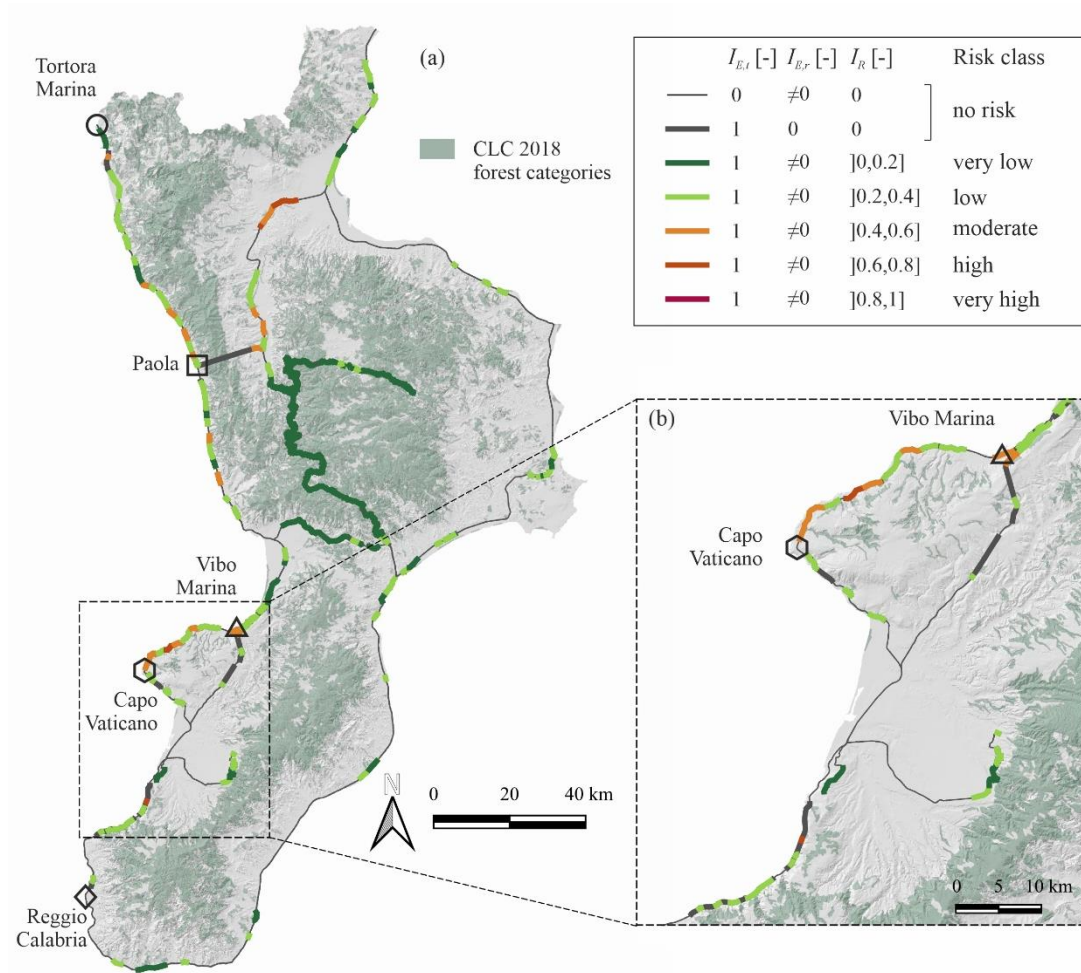 (a)
Tortora
Marina
CLC 2018
forest categories
Paola
Vibo
Marina
Capo
Vaticano
N
0 20 40 km
Reggio
Calabria
I_{E,t} [-] I_{E,r} [-] I_R [-] Risk class
0 ≠0 0
no risk
1 0 0
1 ≠0 ]0,0.2] very low
1 ≠0 ]0.2,0.4] low
1 ≠0 ]0.4,0.6] moderate
1 ≠0 ]0.6,0.8] high
1 ≠0 ]0.8,1] very high
(b)
Vibo Marina
Capo
Vaticano
0 5 10 km